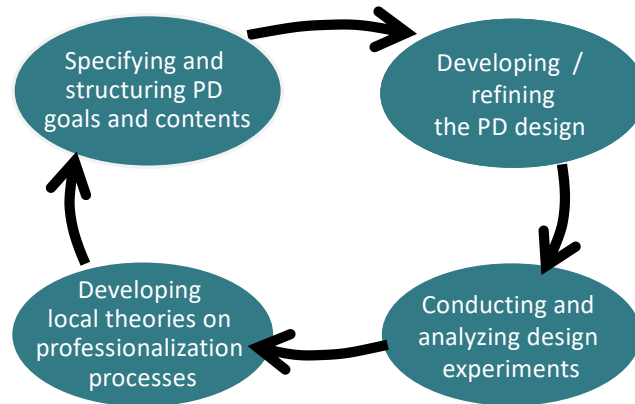 Specifying and
structuring PD
goals and contents
Developing /
refining
the PD design
Conducting and
analyzing design
experiments
Developing
local theories on
professionalization
processes